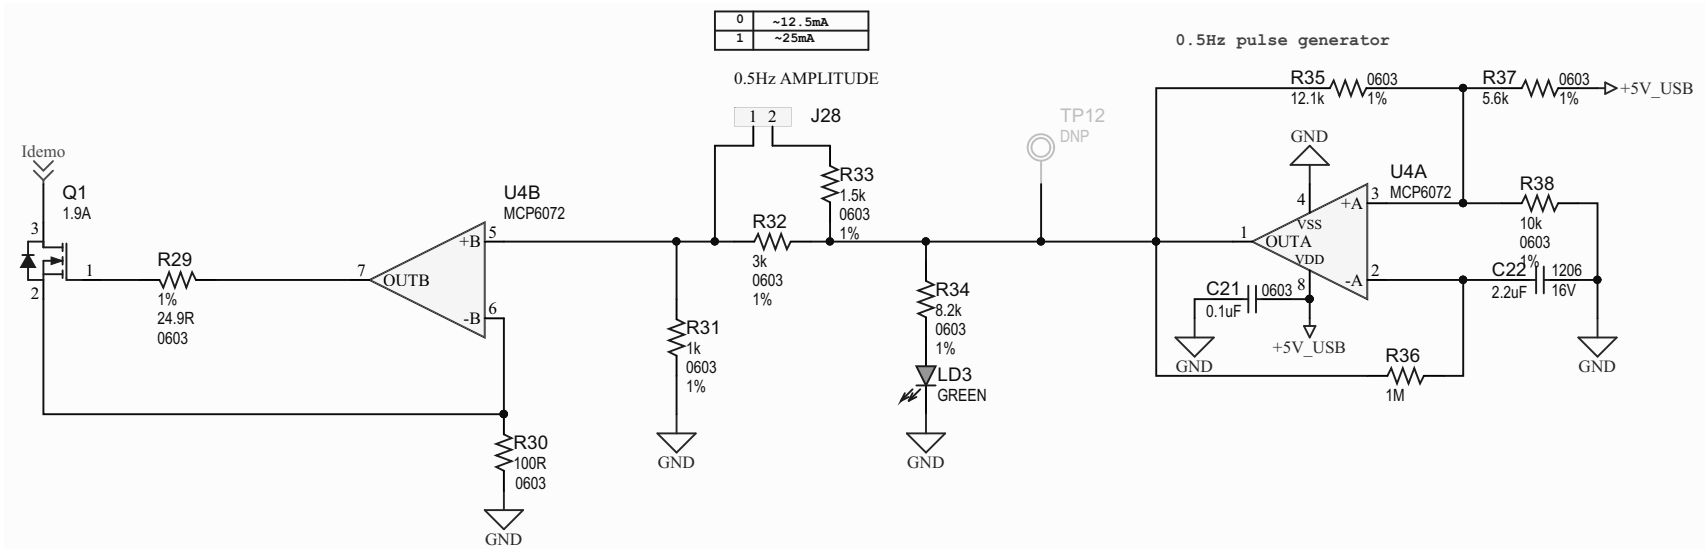 0 ~12.5mA
1 ~25mA
0.5Hz AMPLITUDE
1 2
J28
0.5Hz pulse generator
R35
12.1k
0603
1%
R37
5.6k
0603
1%
+5V_USB
TP12
DNP
GND
Idemo
Q1
1.9A
3
1
2
R29
1%
24.9R
0603
U4B
MCP6072
5
+B
7
OUTB
6
-B
R33
1.5k
0603
1%
R32
3k
0603
1%
R31
1k
0603
1%
GND
R34
8.2k
0603
1%
LD3
GREEN
GND
R30
100R
0603
GND
U4A
MCP6072
4
VSS
3
+A
1
OUTA
VDD
8
2
-A
R38
10k
0603
1%
C22
2.2uF
1206
16V
GND
C21
0.1uF
0603
GND
+5V_USB
R36
1M